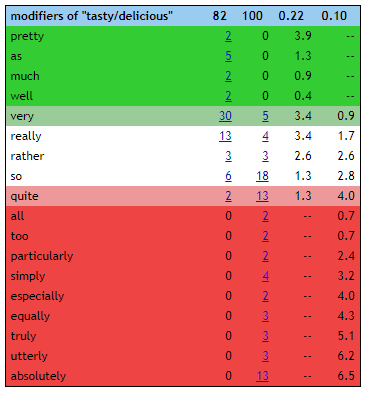 modifiers of "tasty/delicious" 82 100 0.22 0.10
pretty 2 0 3.9 --
as 5 0 1.3 --
much 2 0 0.9 --
well 2 0 0.4 --
very 30 5 3.4 0.9
really 13 4 3.4 1.7
rather 3 3 2.6 2.6
so 6 18 1.3 2.8
quite 2 13 1.3 4.0
all 0 2 -- 0.7
too 0 2 -- 0.7
particularly 0 2 -- 2.4
simply 0 4 -- 3.2
especially 0 2 -- 4.0
equally 0 3 -- 4.3
truly 0 3 -- 5.1
utterly 0 3 -- 6.2
absolutely 0 13 -- 6.5